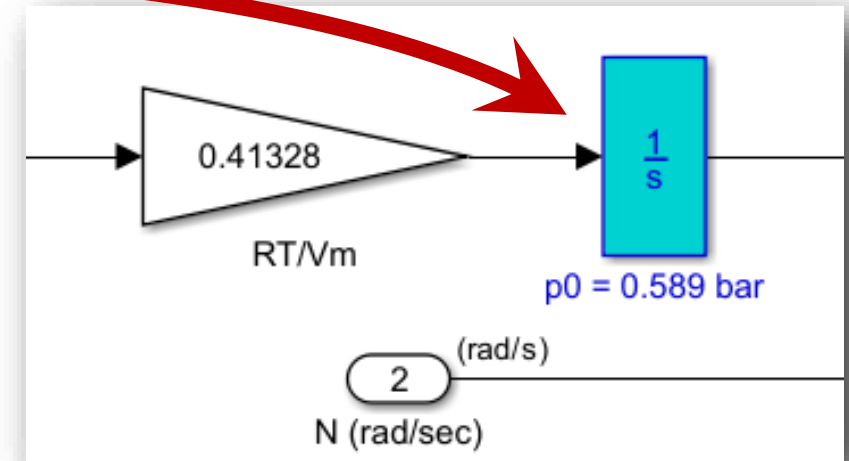 0.41328
1
s
RT/Vm
p0 = 0.589 bar
(rad/s)
2
N (rad/sec)